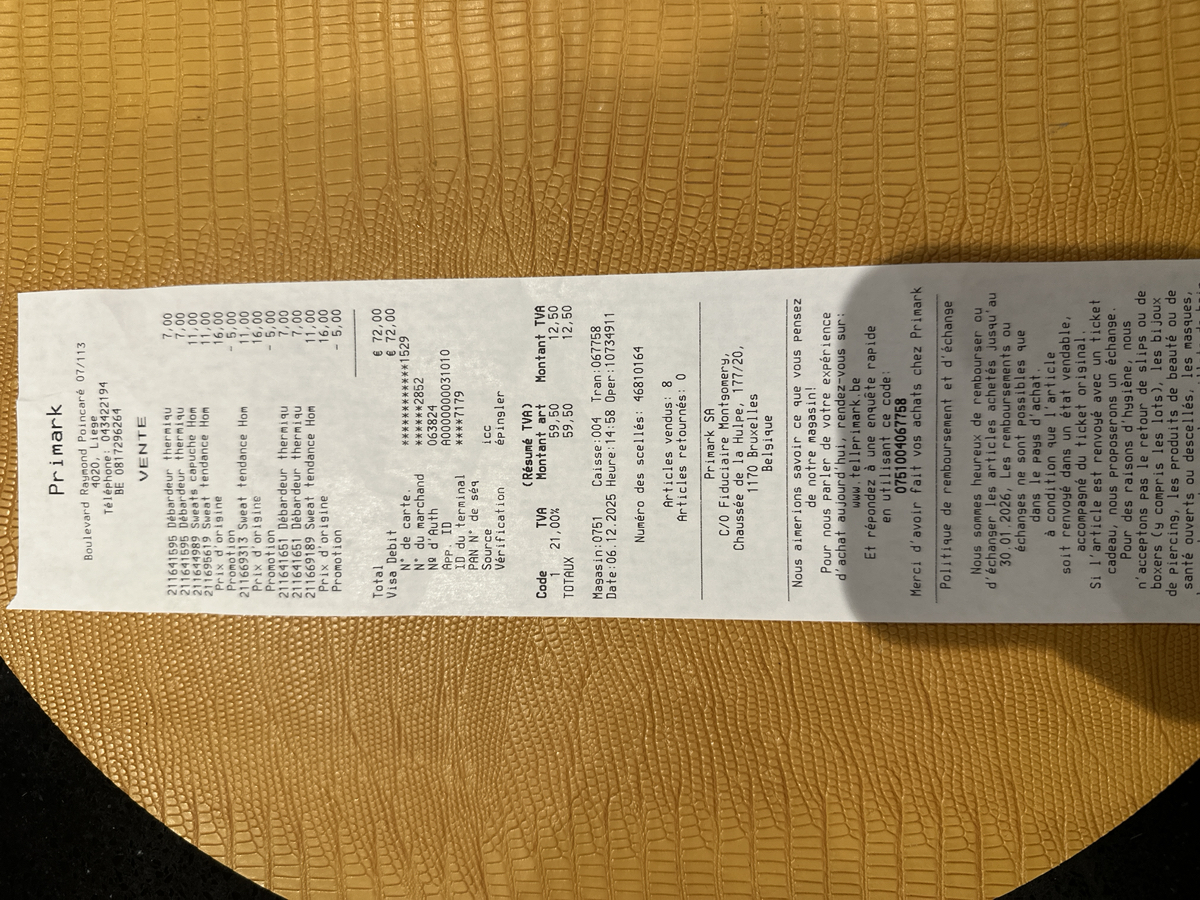 Primark
Boulevard Raymond Poincaré 07/113
4020, Liege
Téléphone: 043422194
BE 0817296264
VENTE
211641595 Débardeur thermiqu 7,00
211641595 Débardeur thermiqu 7,00
211644989 Sweats capuche Hom 11,00
211695619 Sweat tendance Hom 11,00
Prix d'origine 16,00
Promotion - 5,00
211669313 Sweat tendance Hom 11,00
Prix d'origine 16,00
Promotion - 5,00
211641651 Débardeur thermiqu 7,00
211641651 Débardeur thermiqu 7,00
211669189 Sweat tendance Hom 11,00
Prix d'origine 16,00
Promotion - 5,00
Total € 72,00
Visa Debit € 72,00
N° de carte. ************1529
N° du marchand *****2852
No d'Auth 063824
App. ID A0000000031010
ID du terminal ****7179
PAN N° de séq
Source icc
Vérification épingler
(Résumé TVA)
Code TVA Montant art Montant TVA
1 21,00% 59,50 12,50
TOTAUX 59,50 12,50
Magasin:0751 Caisse:004 Tran:067758
Date:06.12.2025 Heure:14:58 Oper:10734911
Numéro des scellés: 46810164
Articles vendus: 8
Articles retournés: 0
Primark SA
C/O Fiduciaire Montgomery,
Chaussée de la Hulpe, 177/20,
1170 Bruxelles
Belgique
Nous aimerions savoir ce que vous pensez
de notre magasin!
Pour nous parler de votre expérience
d'achat aujourd'hui, rendez-vous sur:
www.tellprimark.be
Et répondez à une enquête rapide
en utilisant ce code:
0751004067758
Merci d'avoir fait vos achats chez Primark
Politique de remboursement et d'échange
Nous sommes heureux de rembourser ou
d'échanger les articles achetés jusqu'au
30.01.2026. Les remboursements ou
échanges ne sont possibles que
dans le pays d'achat.
à condition que l'article
soit renvoyé dans un état vendable,
accompagné du ticket original.
Si l'article est renvoyé avec un ticket
cadeau, nous proposerons un échange.
Pour des raisons d'hygiène, nous
n'acceptons pas le retour de slips ou de
boxers (y compris les lots), les bijoux
de piercing, les produits de beauté ou de
santé ouverts ou descellés, les masques,